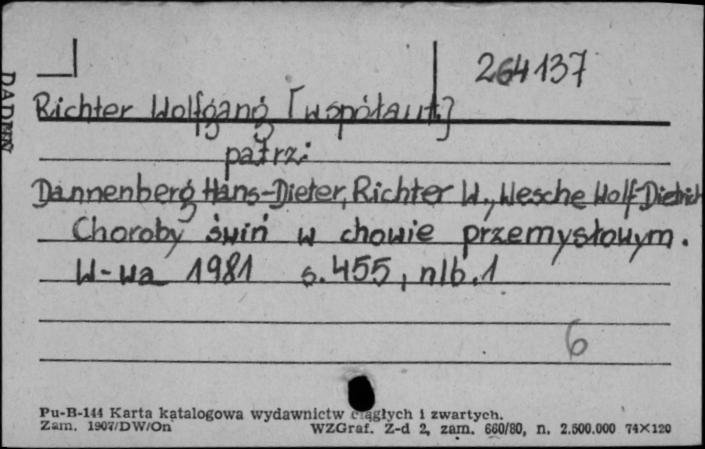 264137
Richter Wolfgang [współaut.]
patrz:
Dannenberg Hans-Dieter, Richter W., Wesche Wolf-Dietrich
Choroby świń w chowie przemysłowym.
W-wa 1981 s. 455, nlb. 1
6
Pu-B-144 Karta katalogowa wydawnictw ciągłych i zwartych.
Zam. 1907/DW/On WZGraf. Z-d 2, zam. 660/80, n. 2.500.000 74×120